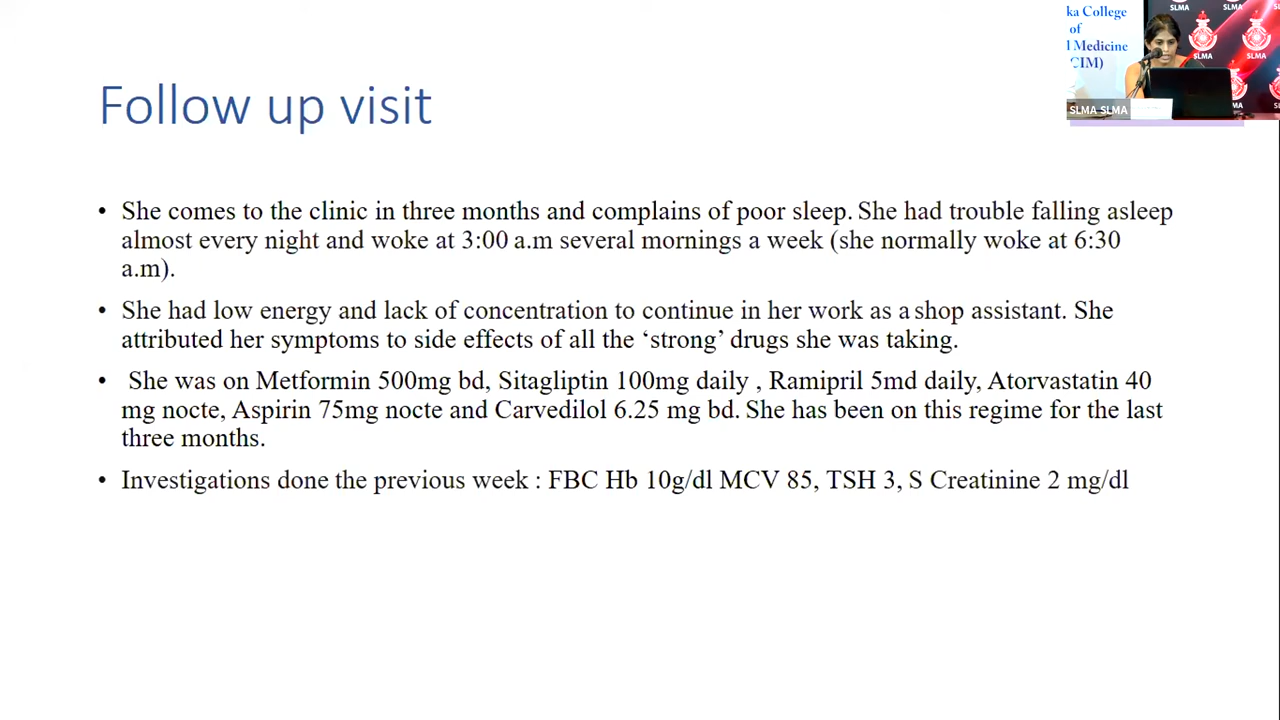 ka College
of
l Medicine
CIM)
SLMA
SLMA
SLMA
SLMA
SLMA SLMA
Follow up visit
• She comes to the clinic in three months and complains of poor sleep. She had trouble falling asleep
almost every night and woke at 3:00 a.m several mornings a week (she normally woke at 6:30
a.m).
• She had low energy and lack of concentration to continue in her work as a shop assistant. She
attributed her symptoms to side effects of all the ‘strong’ drugs she was taking.
• She was on Metformin 500mg bd, Sitagliptin 100mg daily , Ramipril 5md daily, Atorvastatin 40
mg nocte, Aspirin 75mg nocte and Carvedilol 6.25 mg bd. She has been on this regime for the last
three months.
• Investigations done the previous week : FBC Hb 10g/dl MCV 85, TSH 3, S Creatinine 2 mg/dl